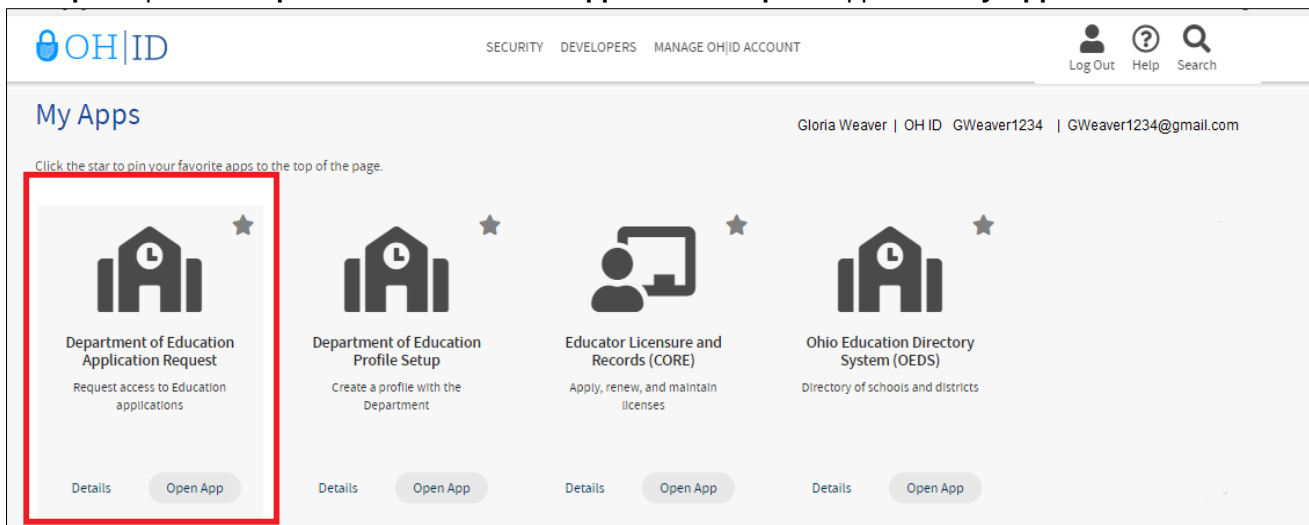 OH|ID
SECURITY DEVELOPERS MANAGE OH|ID ACCOUNT
Log Out Help Search
My Apps
Gloria Weaver | OH ID GWeaver1234 | GWeaver1234@gmail.com
Click the star to pin your favorite apps to the top of the page.
Department of Education
Application Request
Request access to Education
applications
Details Open App
Department of Education
Profile Setup
Create a profile with the
Department
Details Open App
Educator Licensure and
Records (CORE)
Apply, renew, and maintain
licenses
Details Open App
Ohio Education Directory
System (OEDS)
Directory of schools and districts
Details Open App